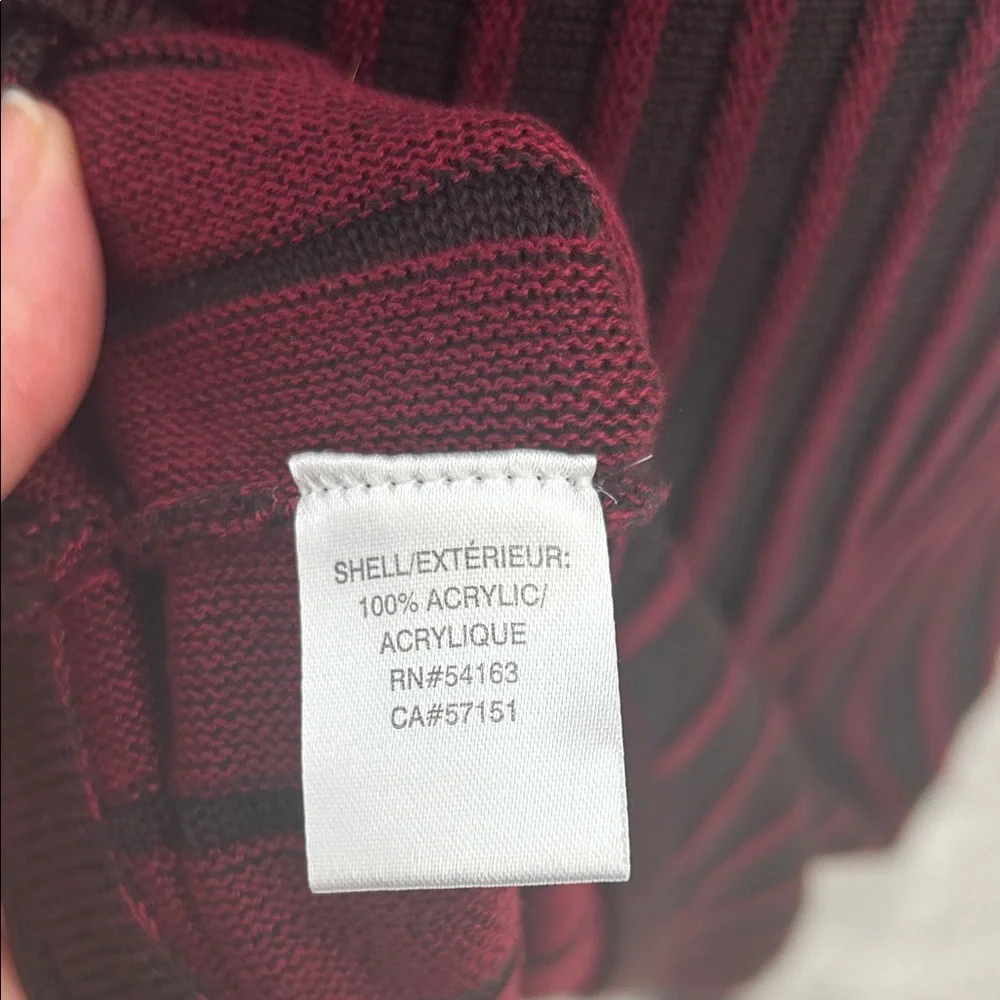 SHELL/EXTÉRIEUR:
100% ACRYLIC/
ACRYLIQUE
RN#54163
CA#57151